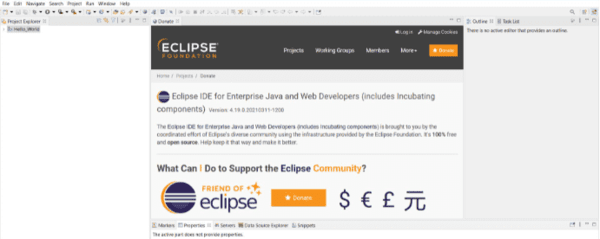 File Edit Navigate Search Project Run Window Help
Project Explorer
Hello_World
Donate
Outline Task List
There is no active editor that provides an outline.
Log in Manage Cookies
ECLIPSE
FOUNDATION
Projects Working Groups Members More Donate
Home / Projects / Donate
Eclipse IDE for Enterprise Java and Web Developers (includes Incubating
components) Version: 4.19.0.20210311-1200
The Eclipse IDE for Enterprise Java and Web Developers (includes Incubating components) is brought to you by the
coordinated effort of Eclipse's diverse community using the infrastructure provided by the Eclipse Foundation. It's 100% free
and open source. Help keep it that way and make it better.
What Can I Do to Support the Eclipse Community?
FRIEND OF
eclipse
Donate
$ € £ 元
Markers Properties Servers Data Source Explorer Snippets
The active part does not provide properties.